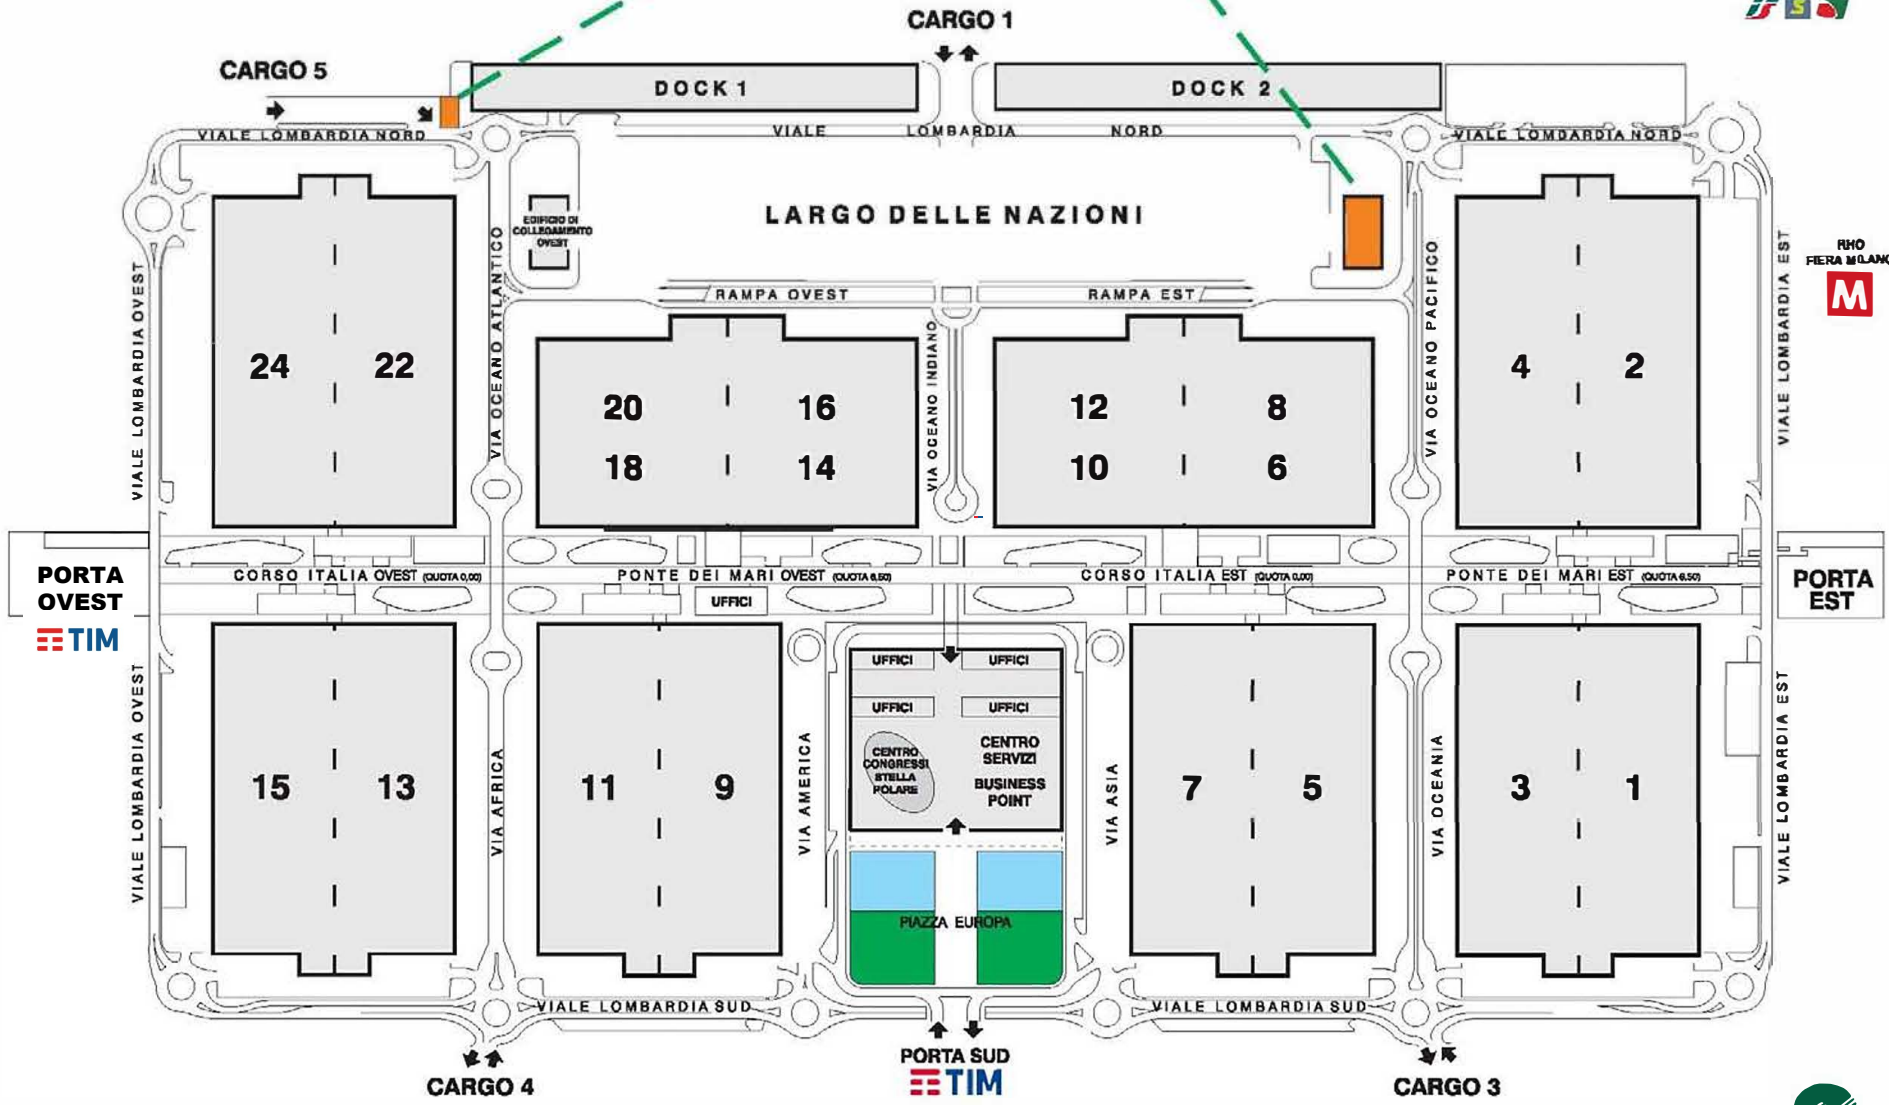 S
CARGO 1
CARGO 5
DOCK 1
DOCK 2
VIALE LOMBARDIA NORD
VIALE LOMBARDIA NORD
VIALE LOMBARDIA NORD
LARGO DELLE NAZIONI
EDIFICIO DI
COLLEGAMENTO
OVEST
RHO
FIERA MILANO
M
RAMPA OVEST
RAMPA EST
VIALE LOMBARDIA OVEST
VIA OCEANO ATLANTICO
VIA OCEANO INDIANO
VIA OCEANO PACIFICO
VIALE LOMBARDIA EST
24
22
20
16
18
14
12
8
10
6
4
2
PORTA
OVEST
TIM
CORSO ITALIA OVEST (QUOTA 0,00)
PONTE DEI MARI OVEST (QUOTA 6,50)
CORSO ITALIA EST (QUOTA 0,00)
PONTE DEI MARI EST (QUOTA 6,50)
PORTA
EST
UFFICI
UFFICI
UFFICI
UFFICI
UFFICI
CENTRO
CONGRESSI
STELLA
POLARE
CENTRO
SERVIZI
BUSINESS
POINT
VIALE LOMBARDIA OVEST
15
13
VIA AFRICA
11
9
VIA AMERICA
VIA ASIA
7
5
VIA OCEANIA
3
1
VIALE LOMBARDIA EST
PIAZZA EUROPA
VIALE LOMBARDIA SUD
VIALE LOMBARDIA SUD
PORTA SUD
TIM
CARGO 4
CARGO 3